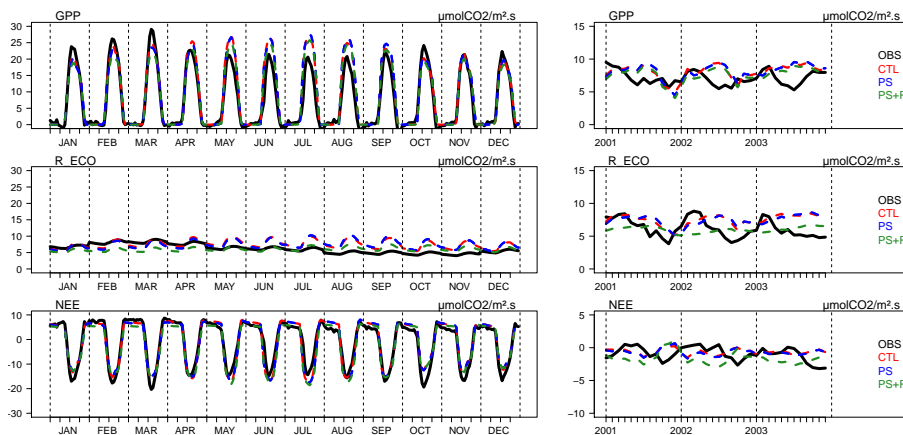 GPP µmolCO2/m².s
30
25
20
15
10
5
0
JAN FEB MAR APR MAY JUN JUL AUG SEP OCT NOV DEC
GPP µmolCO2/m².s
15
10
5
0
2001 2002 2003
OBS
CTL
PS
R_ECO µmolCO2/m².s
30
25
20
15
10
5
0
JAN FEB MAR APR MAY JUN JUL AUG SEP OCT NOV DEC
R_ECO µmolCO2/m².s
15
10
5
0
2001 2002 2003
OBS
CTL
PS
NEE µmolCO2/m².s
10
0
−10
−20
−30
JAN FEB MAR APR MAY JUN JUL AUG SEP OCT NOV DEC
NEE µmolCO2/m².s
5
0
−5
−10
2001 2002 2003
OBS
CTL
PS